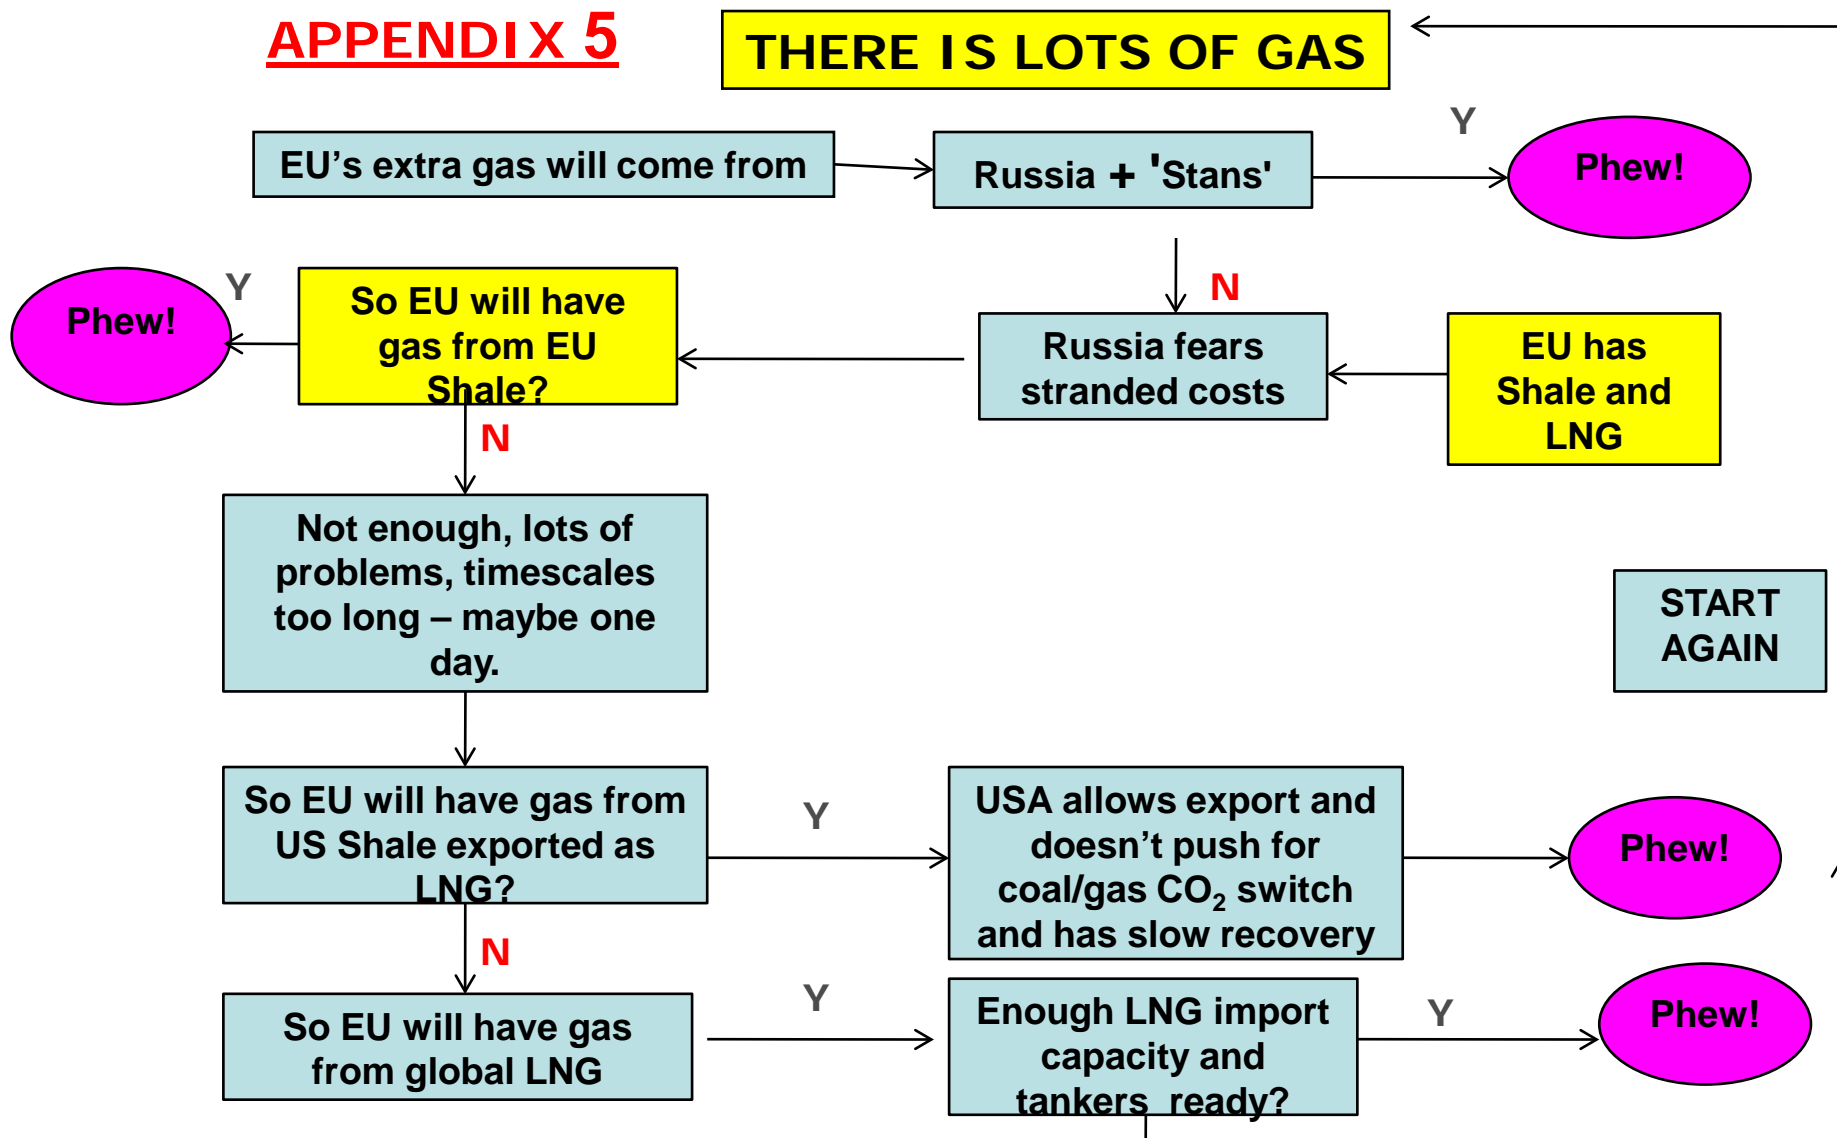 APPENDIX 5
THERE IS LOTS OF GAS
EU’s extra gas will come from
Russia + 'Stans'
Y
Phew!
Phew!
Y
So EU will have
gas from EU
Shale?
N
Russia fears
stranded costs
EU has
Shale and
LNG
N
Not enough, lots of
problems, timescales
too long – maybe one
day.
START
AGAIN
So EU will have gas from
US Shale exported as
LNG?
Y
USA allows export and
doesn’t push for
coal/gas CO₂ switch
and has slow recovery
Phew!
N
So EU will have gas
from global LNG
Y
Enough LNG import
capacity and
tankers ready?
Y
Phew!